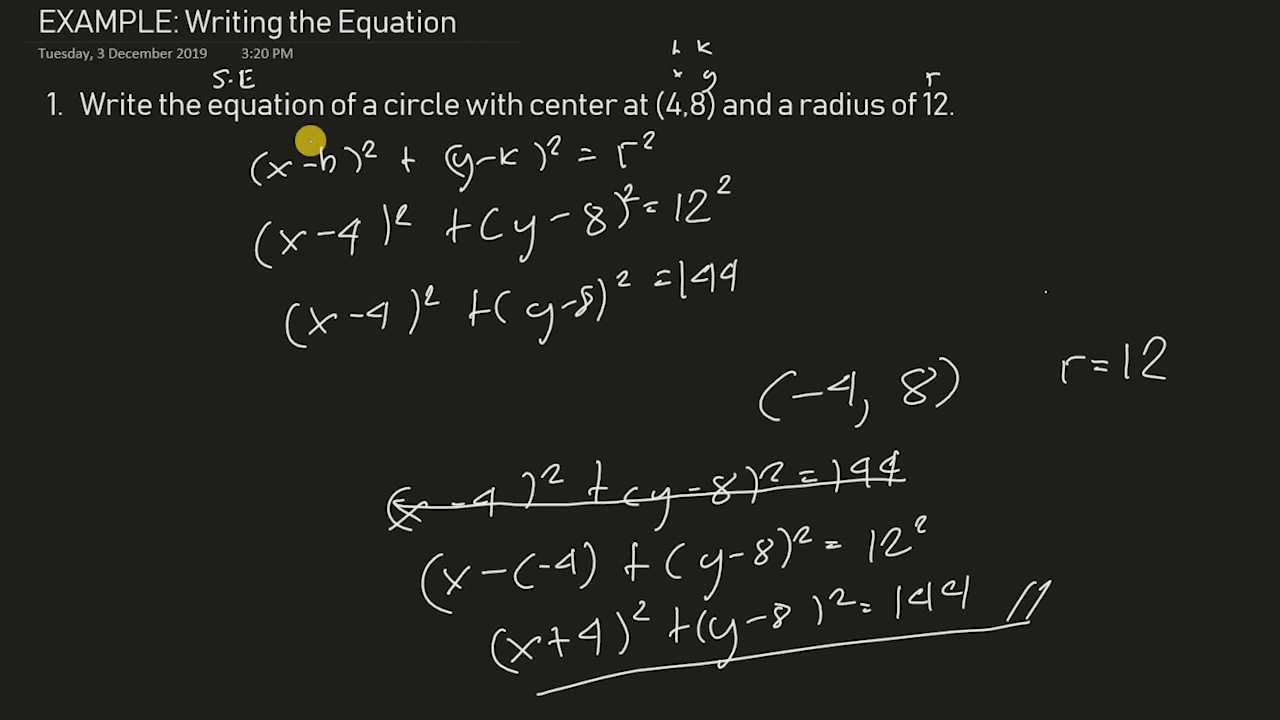 EXAMPLE: Writing the Equation
Tuesday, 3 December 2019 3:20 PM
h k
S.E x y r
1. Write the equation of a circle with center at (4,8) and a radius of 12.
(x-h)² + (y-k)² = r²
(x-4)² + (y-8)² = 12²
(x-4)² + (y-8)² = 144
(-4, 8) r=12
(x-4)² + (y-8)² = 144
(x-(-4) + (y-8)² = 12²
(x+4)² + (y-8)² = 144 //